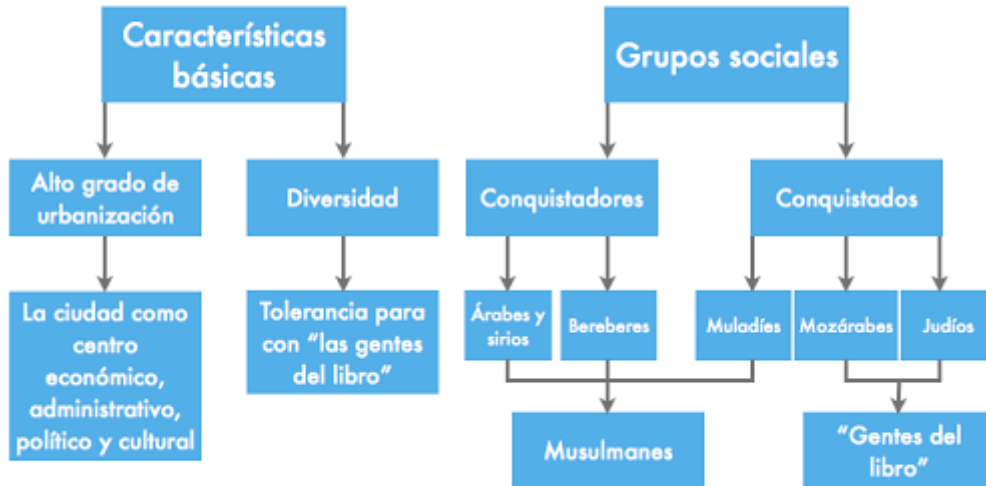 Características
básicas
Grupos sociales
Alto grado de
urbanización
Diversidad
Conquistadores
Conquistados
La ciudad como
centro
económico,
administrativo,
político y cultural
Tolerancia para
con "las gentes
del libro"
Árabes y
sirios
Bereberes
Muladíes
Mozárabes
Judíos
Musulmanes
"Gentes del
libro"